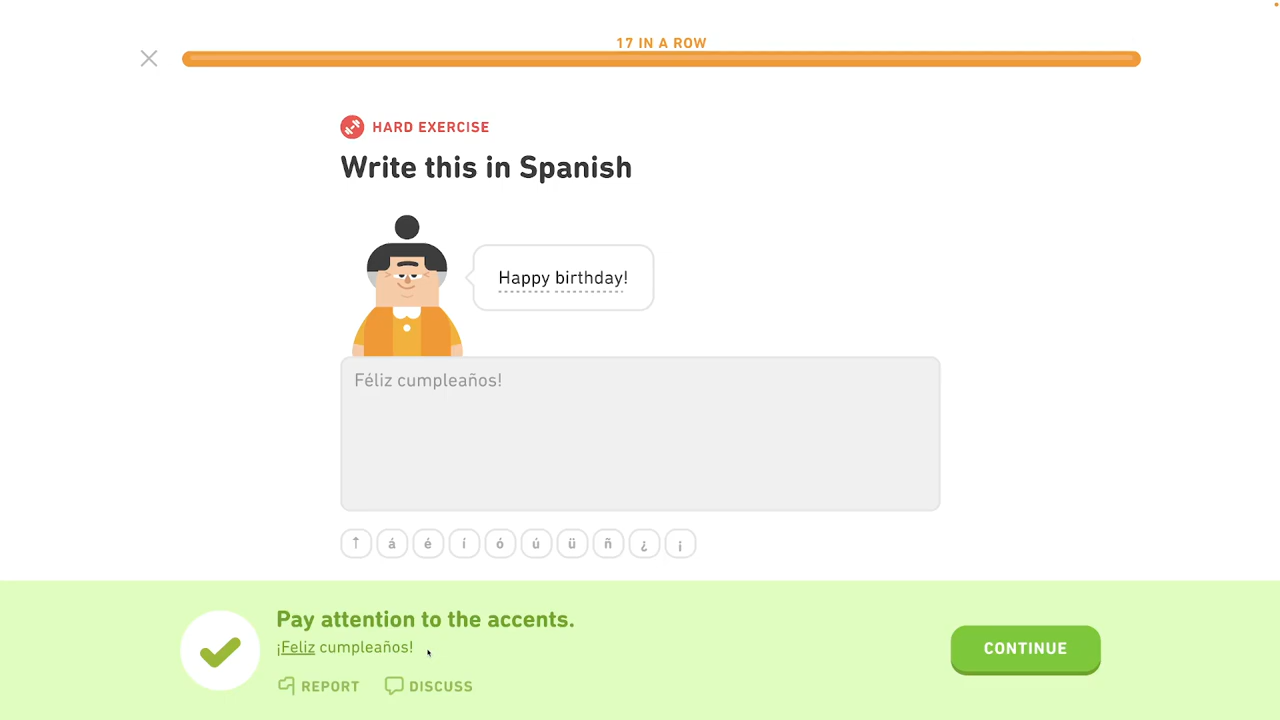 17 IN A ROW
HARD EXERCISE
Write this in Spanish
Happy birthday!
Féliz cumpleaños!
↑ á é í ó ú ü ñ ¿ ¡
Pay attention to the accents.
¡Feliz cumpleaños!
REPORT DISCUSS
CONTINUE